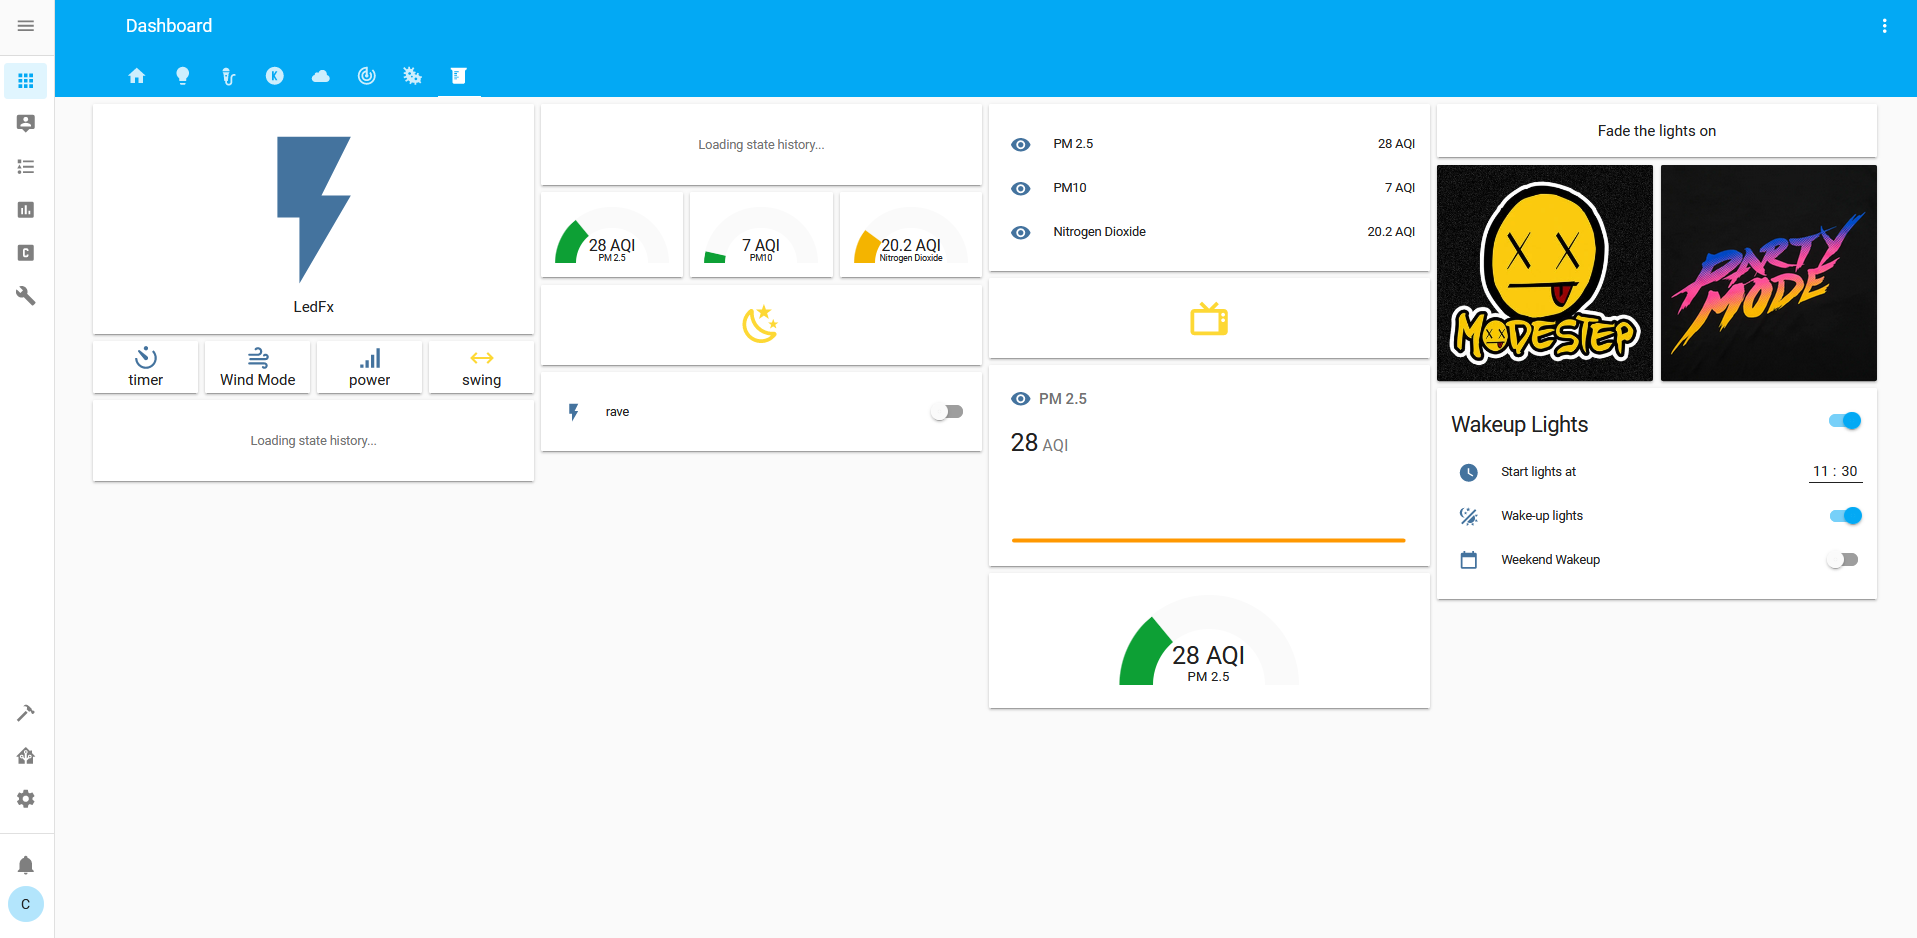 Dashboard
K
LedFx
timer
Wind Mode
power
swing
Loading state history...
Loading state history...
28 AQI
PM 2.5
7 AQI
PM10
20.2 AQI
Nitrogen Dioxide
rave
PM 2.5 28 AQI
PM10 7 AQI
Nitrogen Dioxide 20.2 AQI
PM 2.5
28 AQI
28 AQI
PM 2.5
Fade the lights on
MODESTEP
PARTY
MODE
Wakeup Lights
Start lights at 11 : 30
Wake-up lights
Weekend Wakeup
C
C